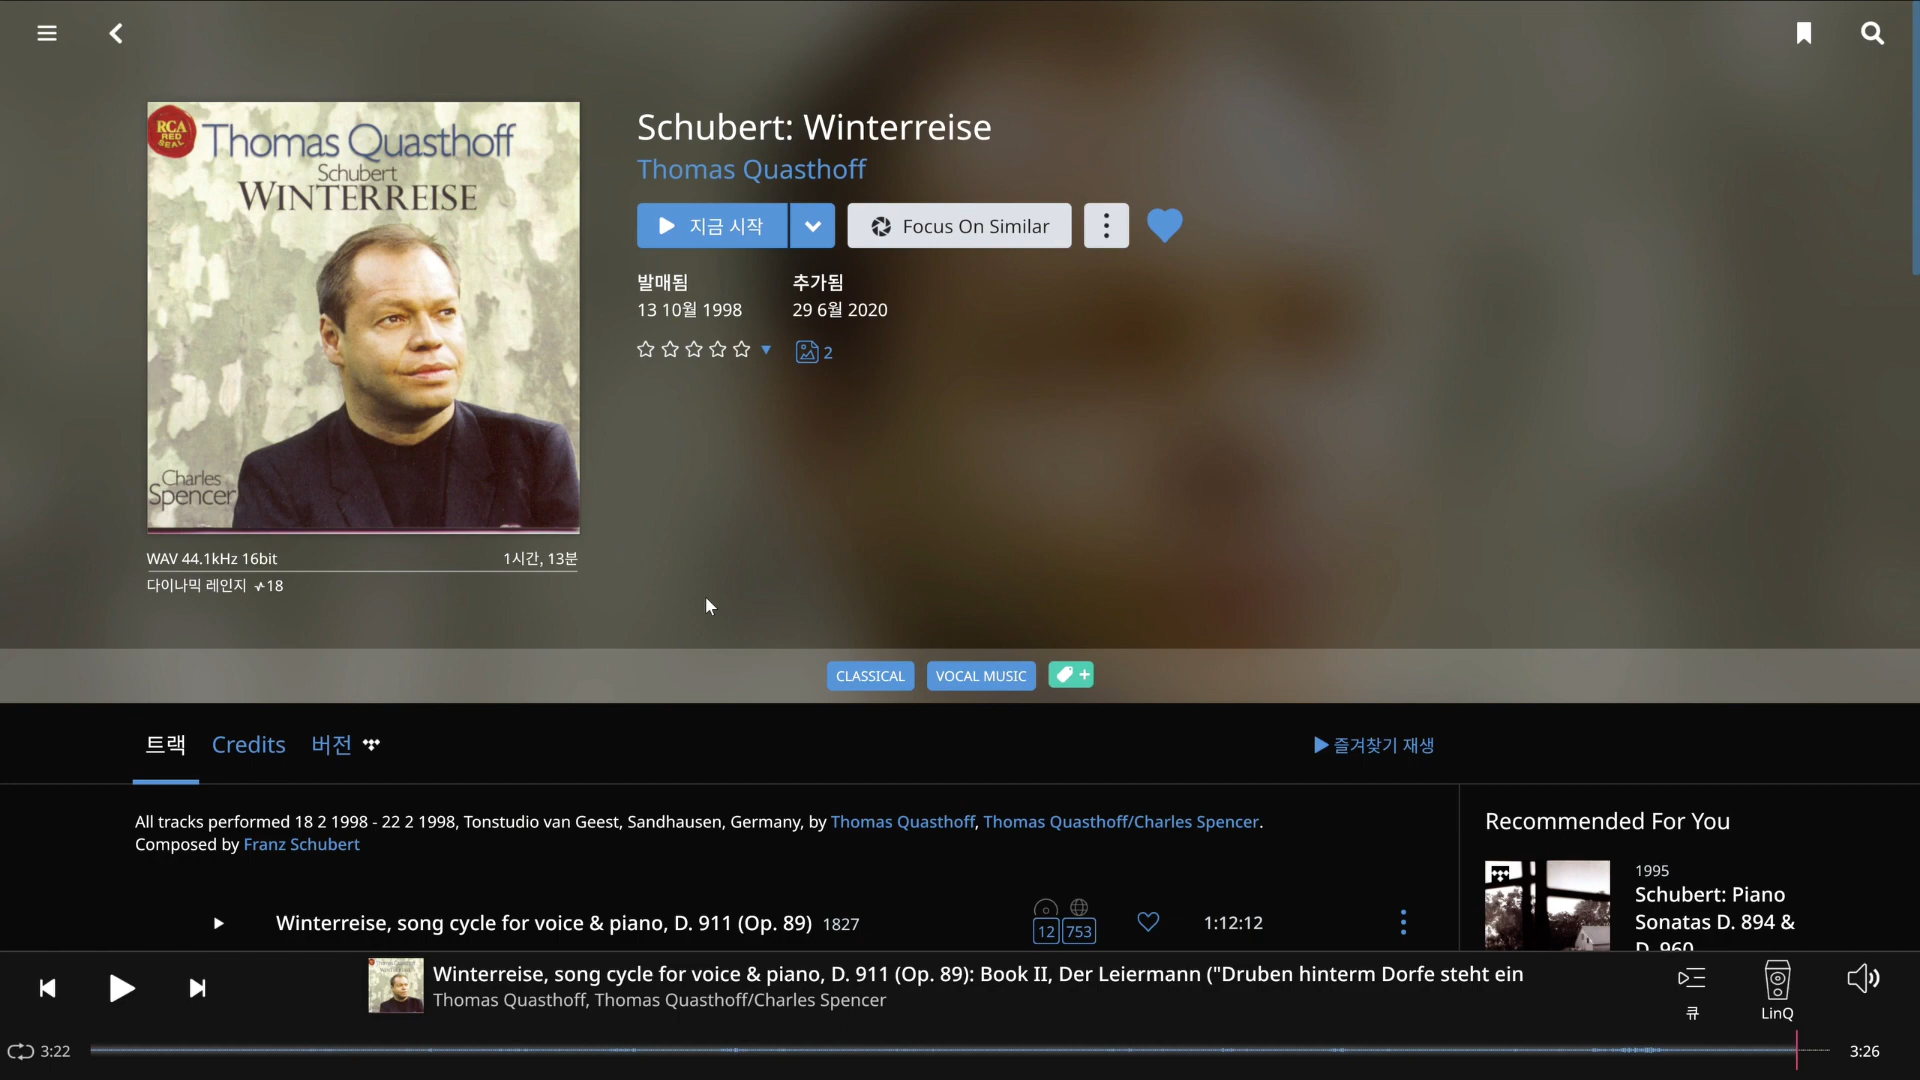 RCA
RED
SEAL
Thomas Quasthoff
Schubert
WINTERREISE
Charles
Spencer
WAV 44.1kHz 16bit
1시간, 13분
다이나믹 레인지 18
Schubert: Winterreise
Thomas Quasthoff
지금 시작
Focus On Similar
발매됨
추가됨
13 10월 1998
29 6월 2020
2
CLASSICAL
VOCAL MUSIC
+
트랙
Credits
버전
즐겨찾기 재생
All tracks performed 18 2 1998 - 22 2 1998, Tonstudio van Geest, Sandhausen, Germany, by Thomas Quasthoff, Thomas Quasthoff/Charles Spencer.
Composed by Franz Schubert
Winterreise, song cycle for voice & piano, D. 911 (Op. 89) 1827
12 753
1:12:12
Recommended For You
1995
Schubert: Piano
Sonatas D. 894 &
D. 960
Winterreise, song cycle for voice & piano, D. 911 (Op. 89): Book II, Der Leiermann ("Druben hinterm Dorfe steht ein
Thomas Quasthoff, Thomas Quasthoff/Charles Spencer
큐
LinQ
3:22
3:26